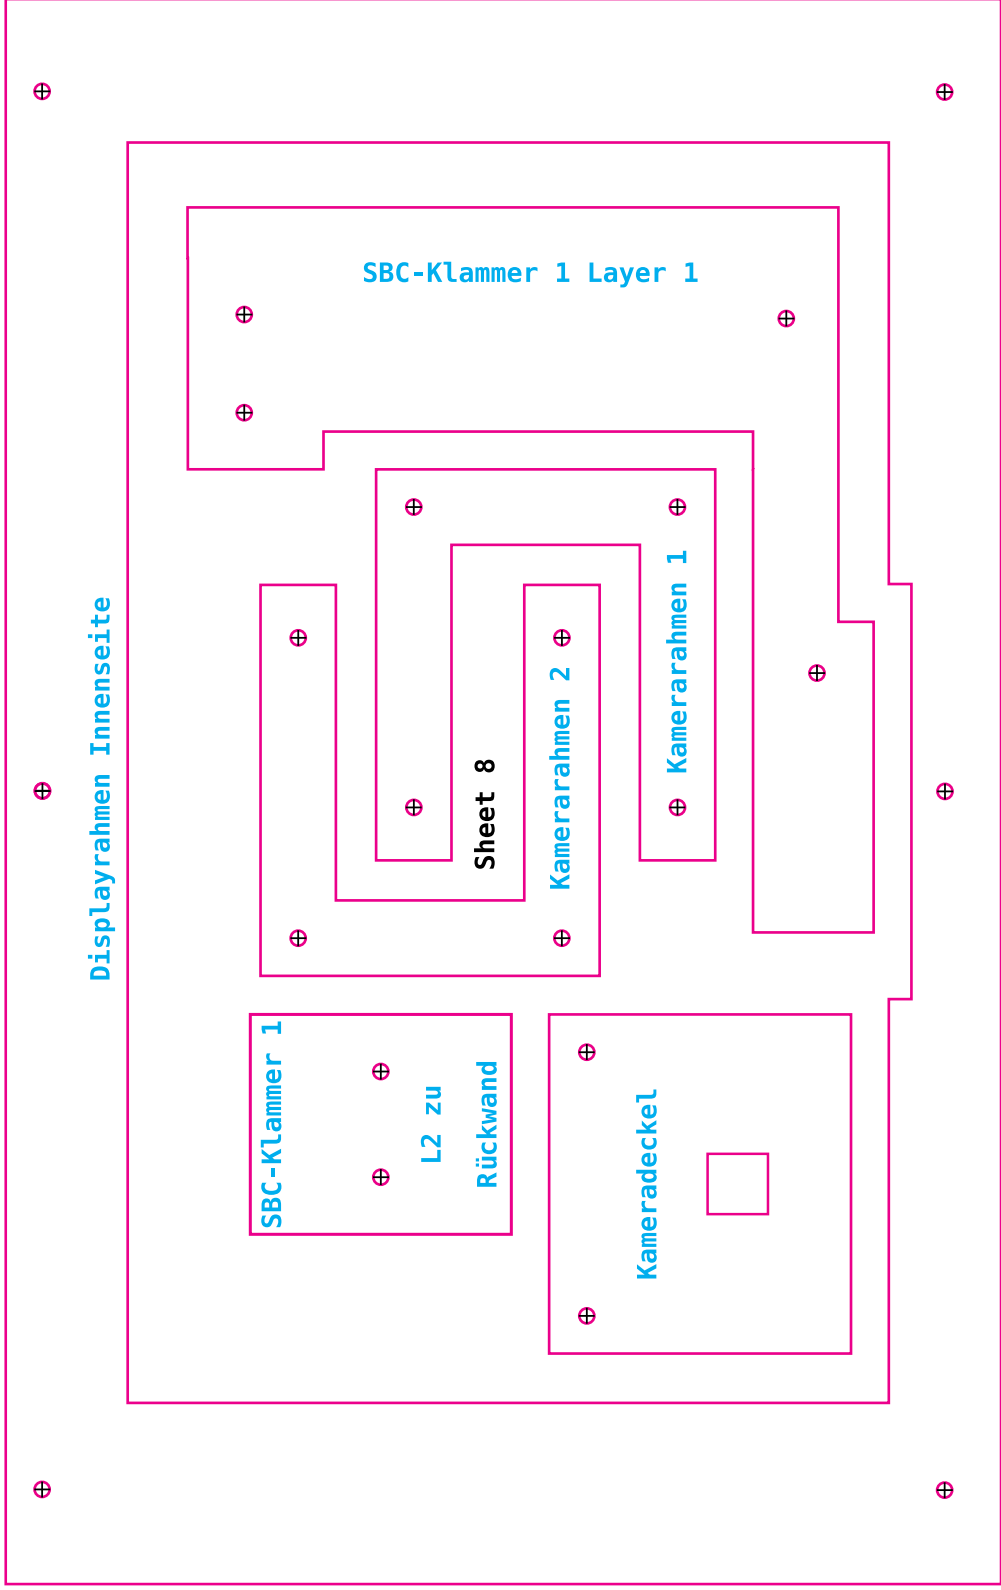 SBC-Klammer 1 Layer 1
Displayrahmen Innenseite
Kamerarahmen 1
Kamerarahmen 2
Sheet 8
SBC-Klammer 1
L2 zu
Rückwand
Kameradeckel